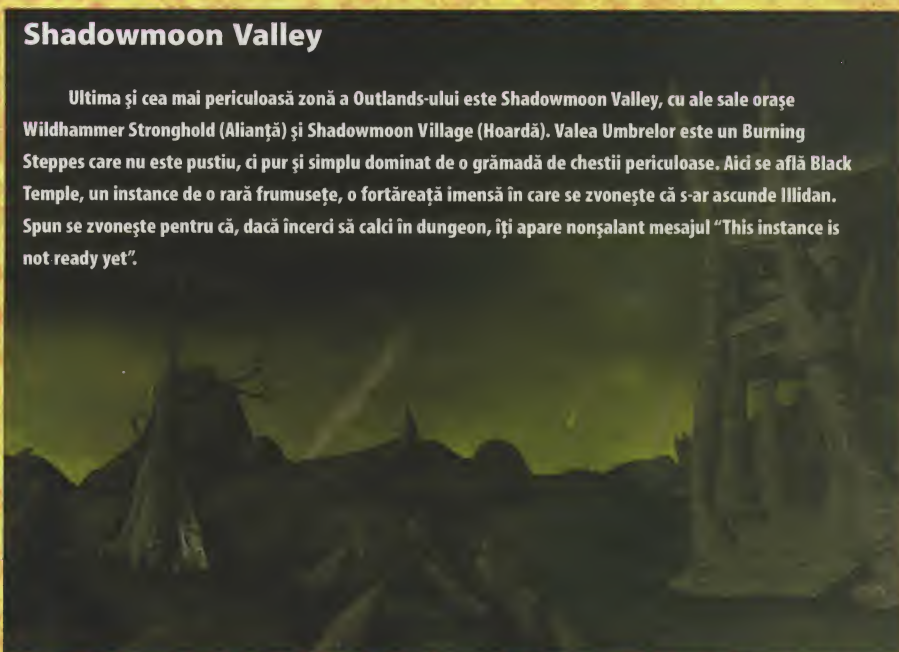 Shadowmoon Valley
Ultima şi cea mai periculoasă zonă a Outlands-ului este Shadowmoon Valley, cu ale sale oraşe
Wildhammer Stronghold (Alianţă) şi Shadowmoon Village (Hoardă). Valea Umbrelor este un Burning
Steppes care nu este pustiu, ci pur şi simplu dominat de o grămadă de chestii periculoase. Aici se află Black
Temple, un instance de o rară frumuseţe, o fortăreaţă imensă în care se zvoneşte că s-ar ascunde Illidan.
Spun se zvoneşte pentru că, dacă încerci să calci în dungeon, îţi apare nonşalant mesajul “This instance is
not ready yet”.